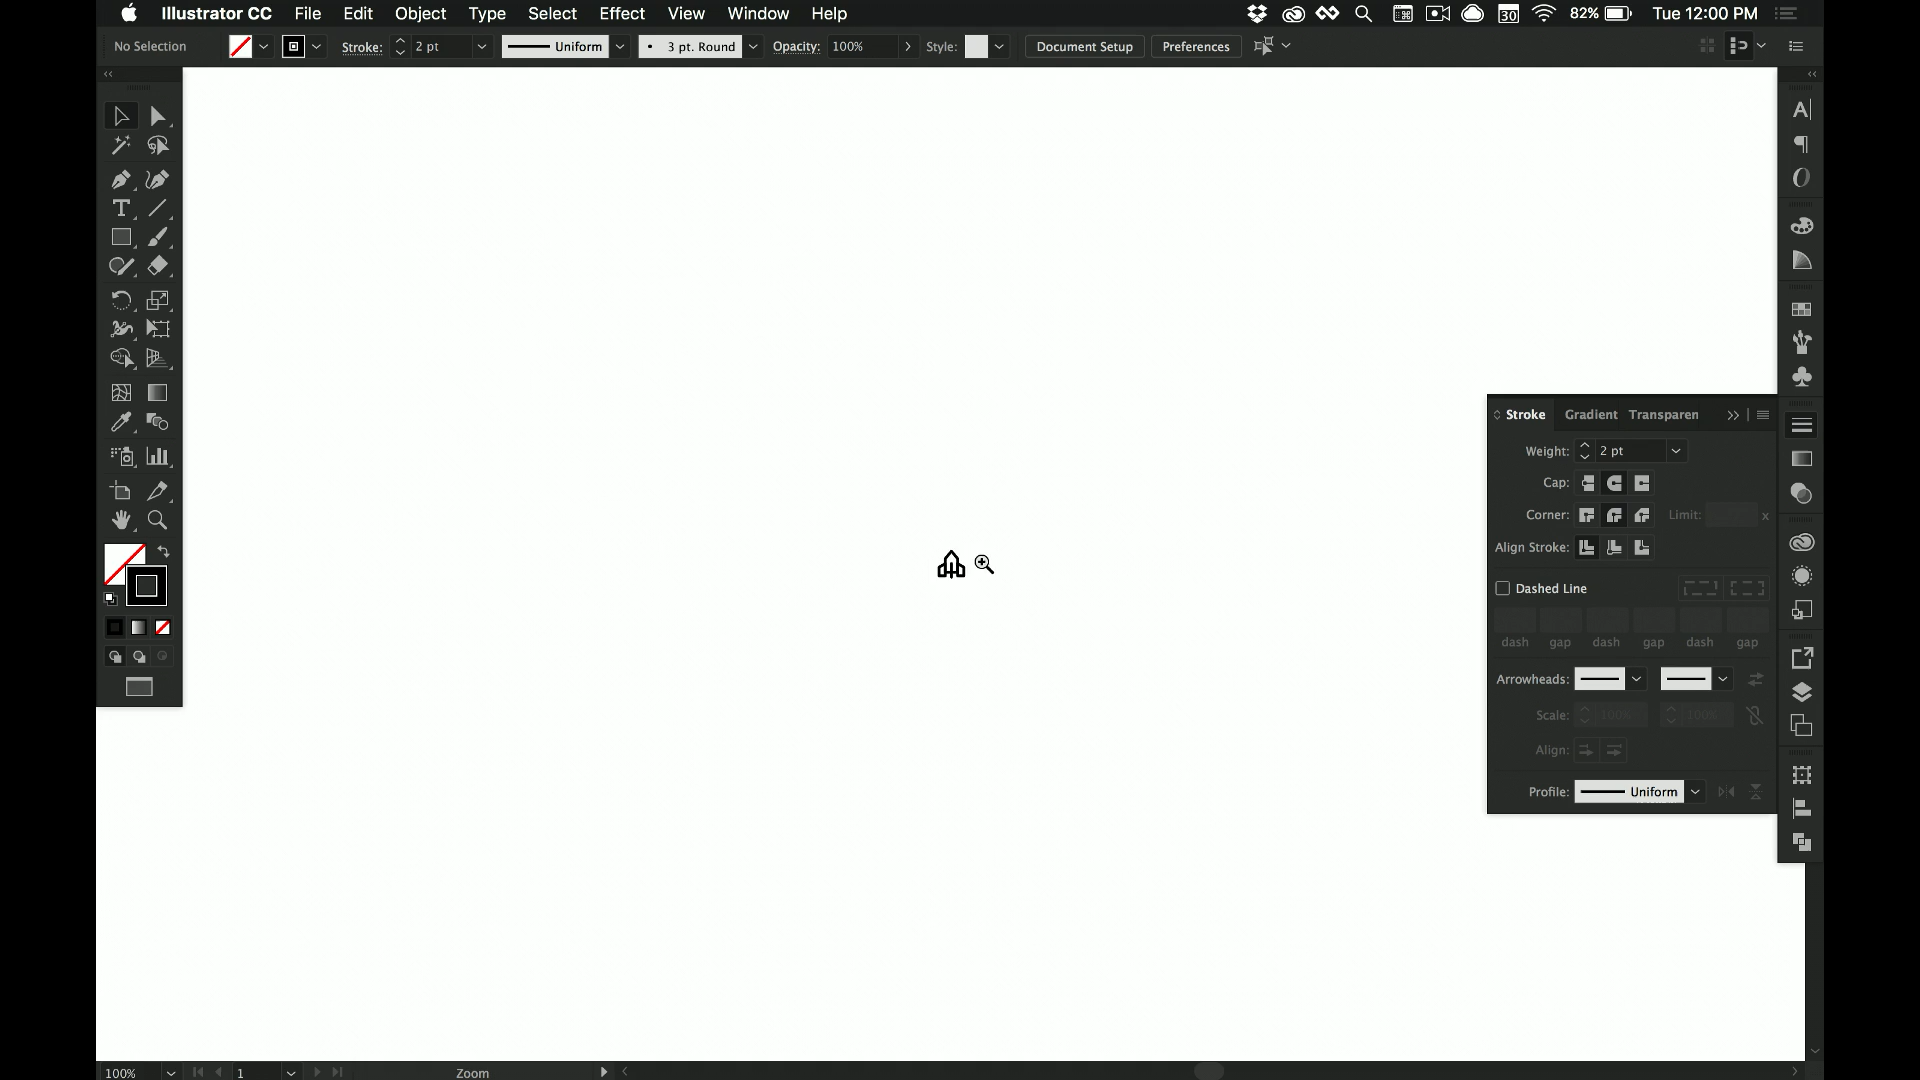 Illustrator CC File Edit Object Type Select Effect View Window Help 30 82% Tue 12:00 PM
No Selection Stroke: 2 pt Uniform 3 pt. Round Opacity: 100% Style: Document Setup Preferences
Stroke Gradient Transparen
Weight: 2 pt
Cap:
Corner: Limit: x
Align Stroke:
Dashed Line
dash gap dash gap dash gap
Arrowheads:
Scale: 100% 100%
Align:
Profile: Uniform
100% 1 Zoom